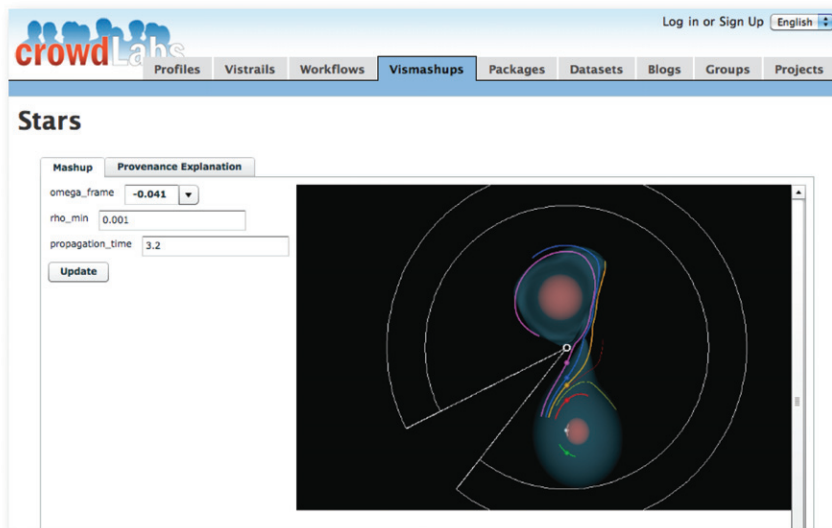 Log in or Sign Up English
crowdLabs
Profiles Vistrails Workflows Vismashups Packages Datasets Blogs Groups Projects
Stars
Mashup Provenance Explanation
omega_frame -0.041
rho_min 0.001
propagation_time 3.2
Update